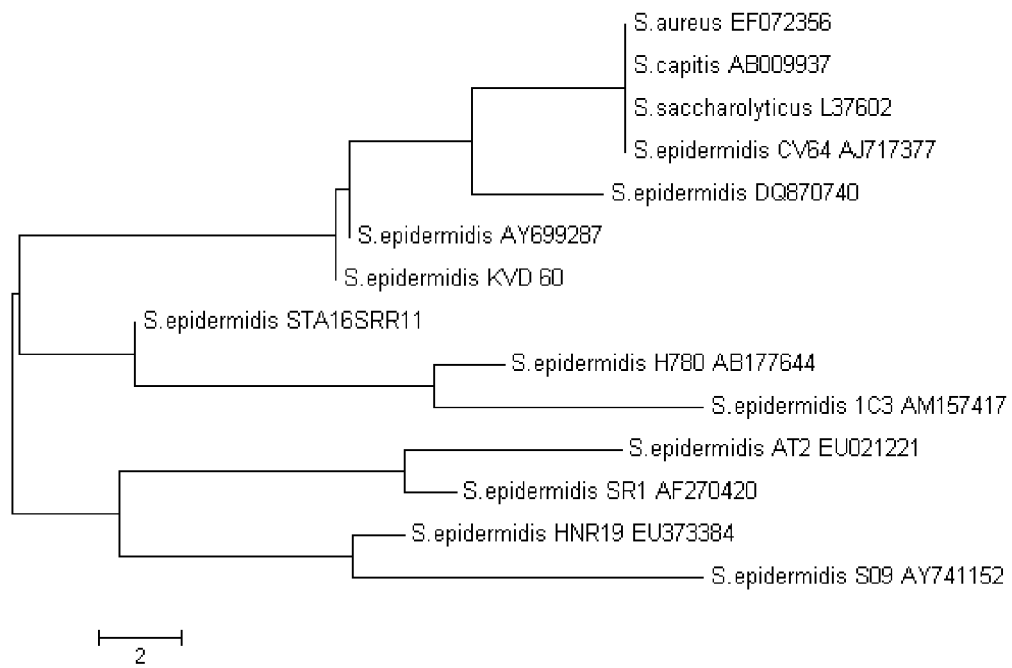 S.aureus EF072356
S.capitis AB009937
S.saccharolyticus L37602
S.epidermidis CV64 AJ717377
S.epidermidis DQ870740
S.epidermidis AY699287
S.epidermidis KVD 60
S.epidermidis STA16SRR11
S.epidermidis H780 AB177644
S.epidermidis 1C3 AM157417
S.epidermidis AT2 EU021221
S.epidermidis SR1 AF270420
S.epidermidis HNR19 EU373384
S.epidermidis S09 AY741152
2